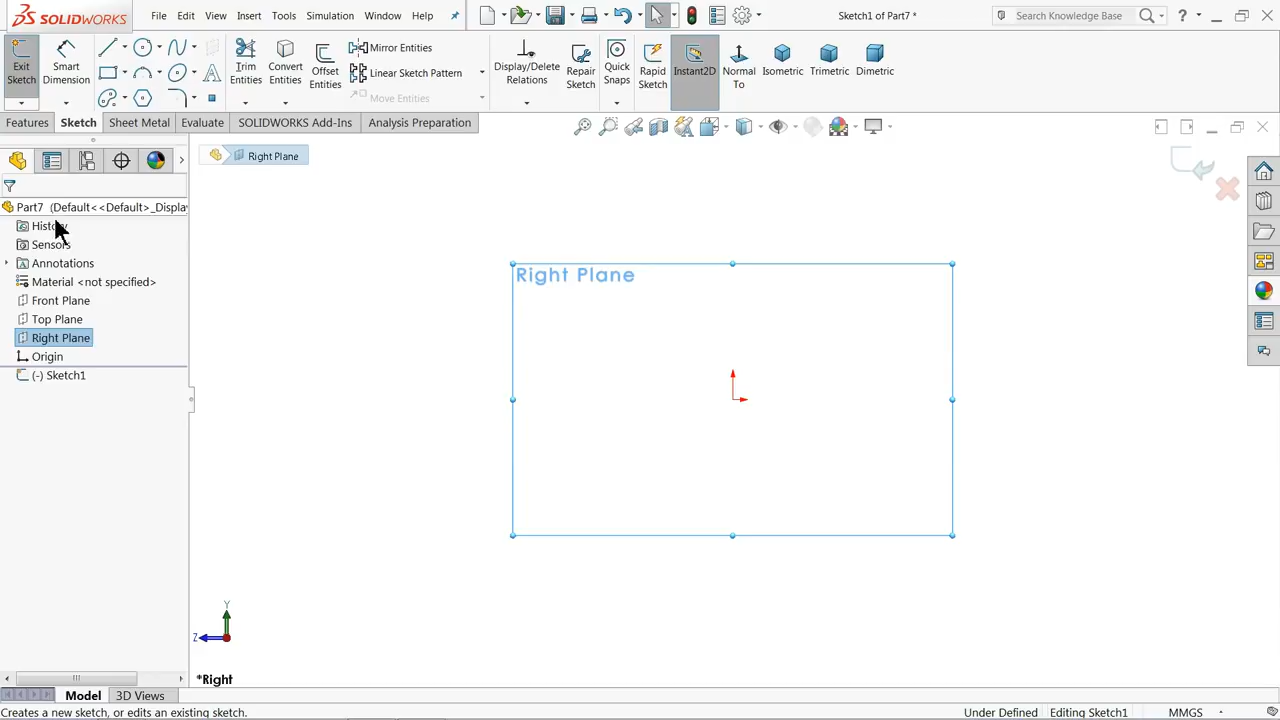 SOLIDWORKS File Edit View Insert Tools Simulation Window Help Sketch1 of Part7 * Search Knowledge Base ?
Exit Sketch
Smart Dimension
Trim Entities
Convert Entities
Offset Entities
Mirror Entities
Linear Sketch Pattern
Move Entities
Display/Delete Relations
Repair Sketch
Quick Snaps
Rapid Sketch
Instant2D
Normal To
Isometric
Trimetric
Dimetric
Features Sketch Sheet Metal Evaluate SOLIDWORKS Add-Ins Analysis Preparation
Right Plane
Part7 (Default<<Default>_Display
History
Sensors
Annotations
Material <not specified>
Front Plane
Top Plane
Right Plane
Origin
(-) Sketch1
Right Plane
Y
Z
*Right
Model 3D Views
Creates a new sketch, or edits an existing sketch. Under Defined Editing Sketch1 MMGS